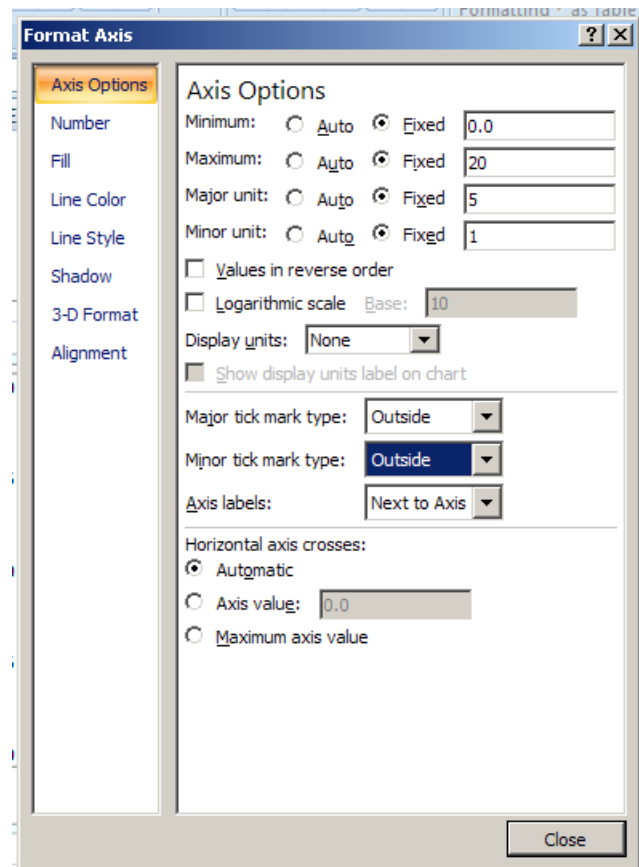 Formatting as Table
Format Axis
Axis Options
Number
Fill
Line Color
Line Style
Shadow
3-D Format
Alignment
Axis Options
Minimum: Auto Fixed 0.0
Maximum: Auto Fixed 20
Major unit: Auto Fixed 5
Minor unit: Auto Fixed 1
Values in reverse order
Logarithmic scale Base: 10
Display units: None
Show display units label on chart
Major tick mark type: Outside
Minor tick mark type: Outside
Axis labels: Next to Axis
Horizontal axis crosses:
Automatic
Axis value: 0.0
Maximum axis value
Close